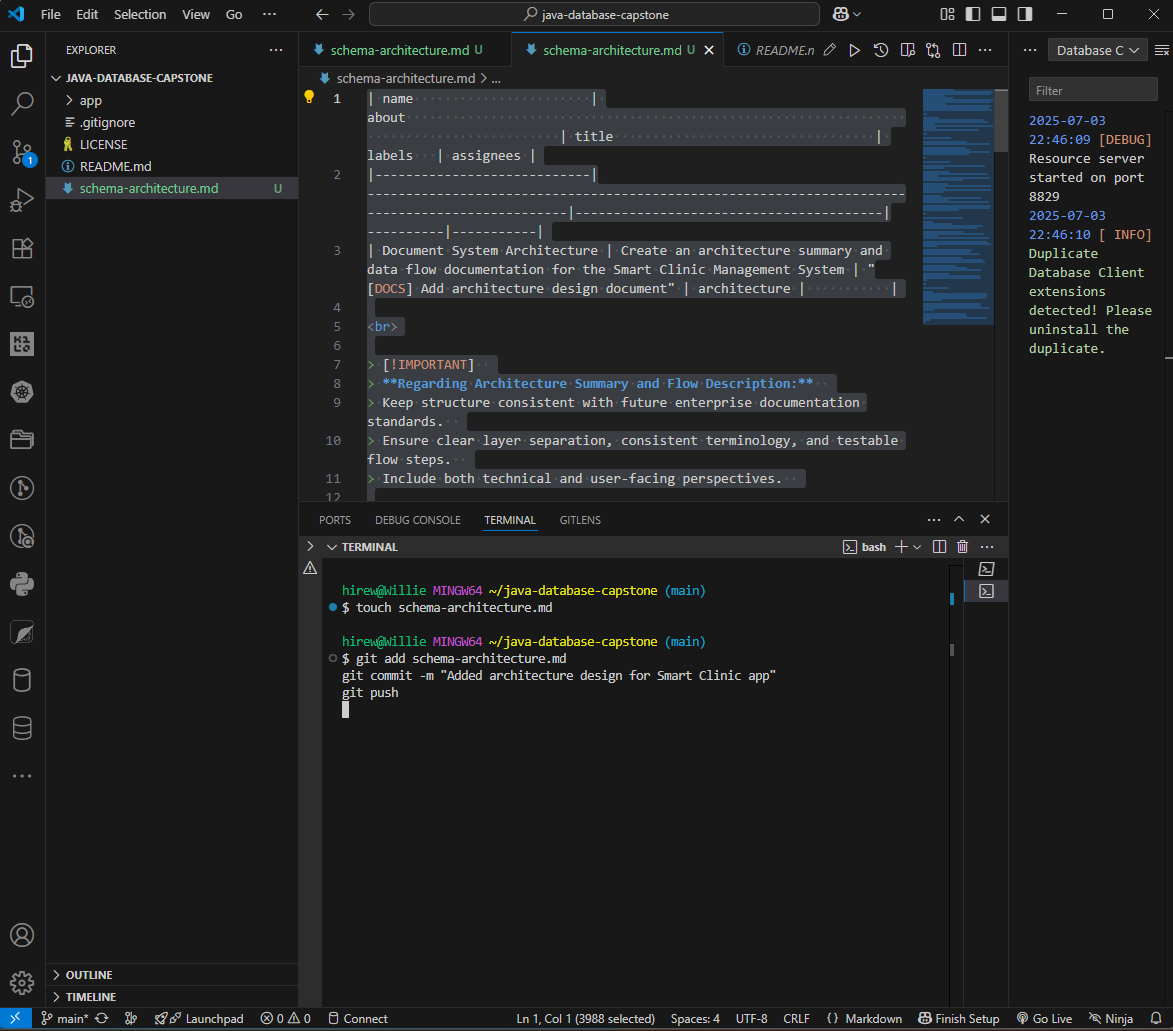 File Edit Selection View Go ···
java-database-capstone
EXPLORER
JAVA-DATABASE-CAPSTONE
app
.gitignore
LICENSE
README.md
schema-architecture.md U
OUTLINE
TIMELINE
schema-architecture.md U
schema-architecture.md U
README.n
schema-architecture.md > ...
1 | name |
about
| title |
labels | assignees |
2 |----------------------------|
----------------------------------------------------------------------
--------------------------|----------------------------------------|
----------|-----------|
3 | Document System Architecture | Create an architecture summary and
data flow documentation for the Smart Clinic Management System | "
[DOCS] Add architecture design document" | architecture | |
4
5 <br>
6
7 > [!IMPORTANT]
8 > **Regarding Architecture Summary and Flow Description:**
9 > Keep structure consistent with future enterprise documentation
standards.
10 > Ensure clear layer separation, consistent terminology, and testable
flow steps.
11 > Include both technical and user-facing perspectives.
12
Database C
Filter
2025-07-03
22:46:09 [DEBUG]
Resource server
started on port
8829
2025-07-03
22:46:10 [ INFO]
Duplicate
Database Client
extensions
detected! Please
uninstall the
duplicate.
PORTS DEBUG CONSOLE TERMINAL GITLENS
TERMINAL
bash
hirew@Willie MINGW64 ~/java-database-capstone (main)
$ touch schema-architecture.md
hirew@Willie MINGW64 ~/java-database-capstone (main)
$ git add schema-architecture.md
git commit -m "Added architecture design for Smart Clinic app"
git push
main* Launchpad 0 0 Connect Ln 1, Col 1 (3988 selected) Spaces: 4 UTF-8 CRLF {} Markdown Finish Setup Go Live Ninja